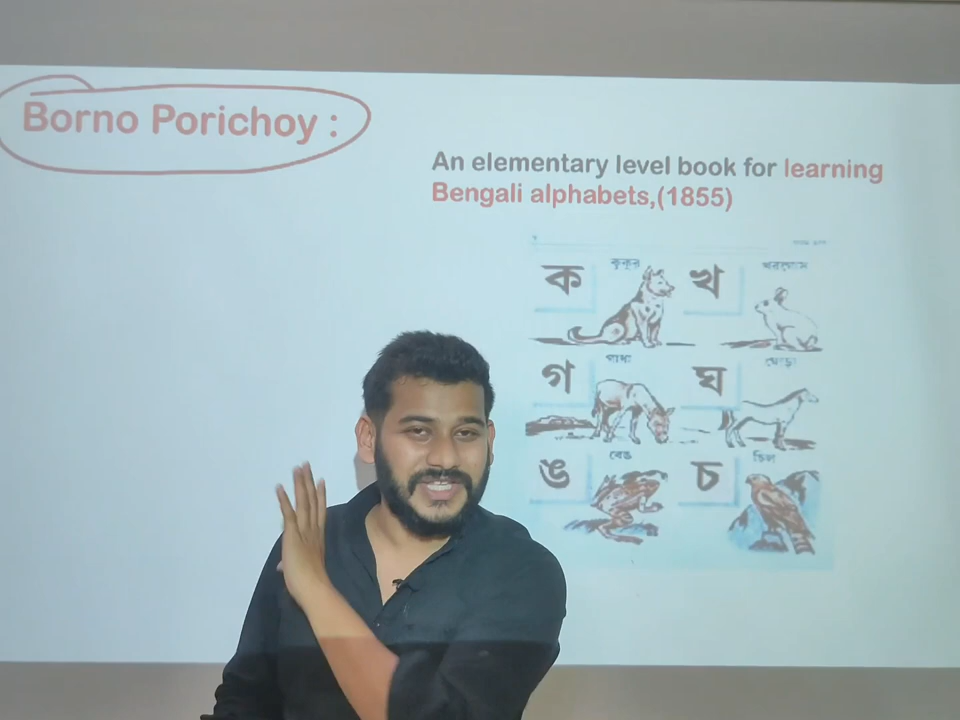 Borno Porichoy :
An elementary level book for learning
Bengali alphabets,(1855)
ক কুকুর খ খরগোস
গ গাধা ঘ ঘোড়া
ঙ বেঙ চ চিল